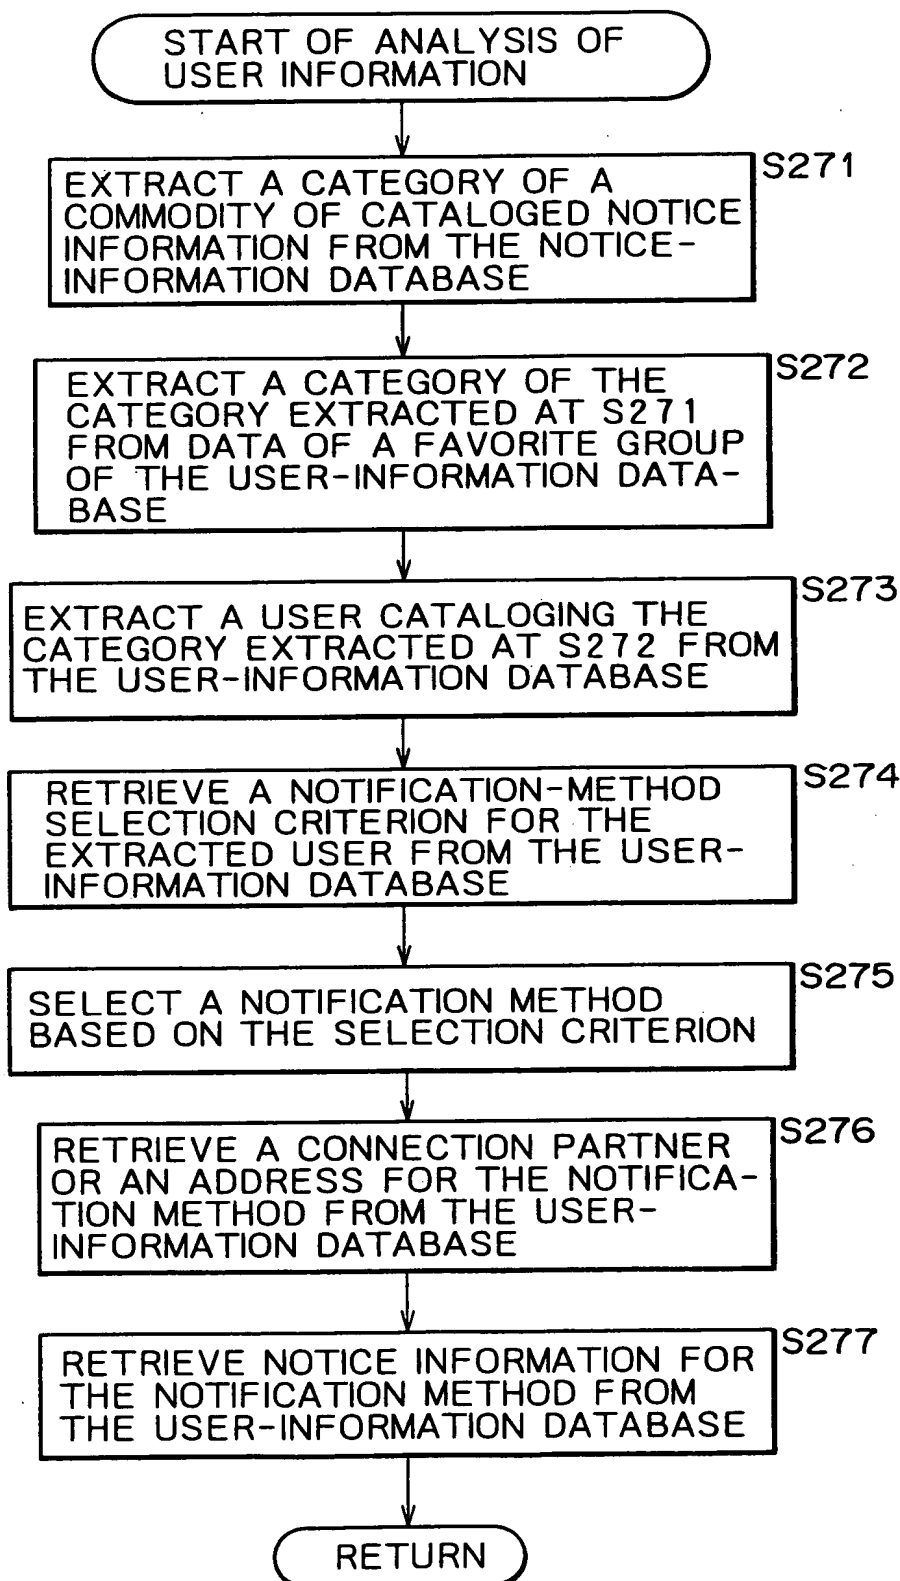 START OF ANALYSIS OF
USER INFORMATION
S271
EXTRACT A CATEGORY OF A
COMMODITY OF CATALOGED NOTICE
INFORMATION FROM THE NOTICE-
INFORMATION DATABASE
S272
EXTRACT A CATEGORY OF THE
CATEGORY EXTRACTED AT S271
FROM DATA OF A FAVORITE GROUP
OF THE USER-INFORMATION DATA-
BASE
S273
EXTRACT A USER CATALOGING THE
CATEGORY EXTRACTED AT S272 FROM
THE USER-INFORMATION DATABASE
S274
RETRIEVE A NOTIFICATION-METHOD
SELECTION CRITERION FOR THE
EXTRACTED USER FROM THE USER-
INFORMATION DATABASE
S275
SELECT A NOTIFICATION METHOD
BASED ON THE SELECTION CRITERION
S276
RETRIEVE A CONNECTION PARTNER
OR AN ADDRESS FOR THE NOTIFICA-
TION METHOD FROM THE USER-
INFORMATION DATABASE
S277
RETRIEVE NOTICE INFORMATION FOR
THE NOTIFICATION METHOD FROM
THE USER-INFORMATION DATABASE
RETURN